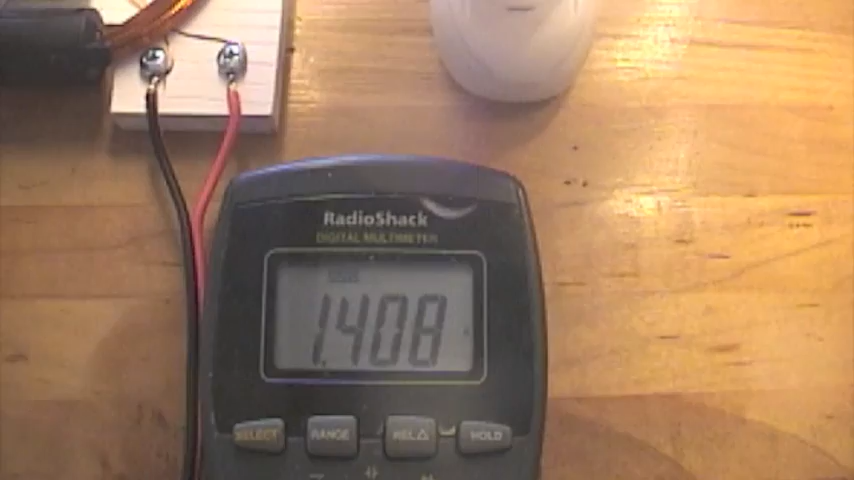 RadioShack
DIGITAL MULTIMETER
1.408
SELECT RANGE REL△ HOLD